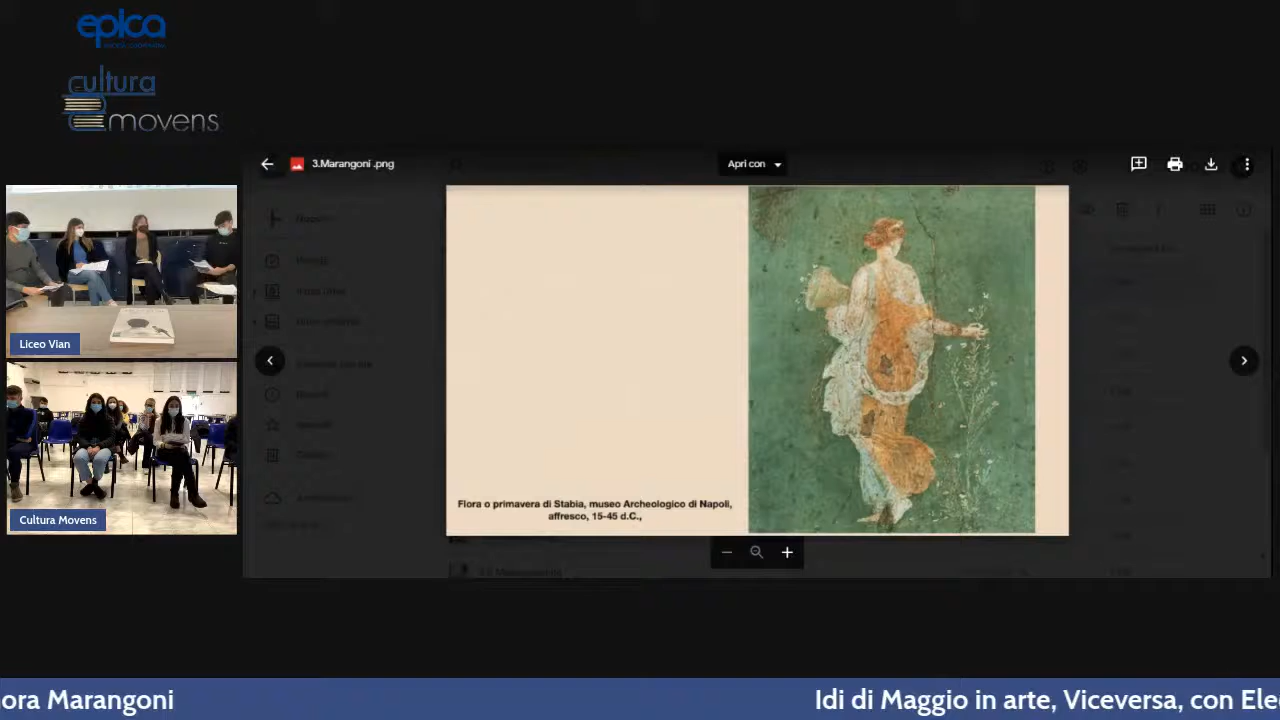 epica
cultura
movens
3.Marangoni .png
Apri con
Liceo Vian
Cultura Movens
Flora o primavera di Stabia, museo Archeologico di Napoli,
affresco, 15-45 d.C.,
nora Marangoni
Idi di Maggio in arte, Viceversa, con Ele